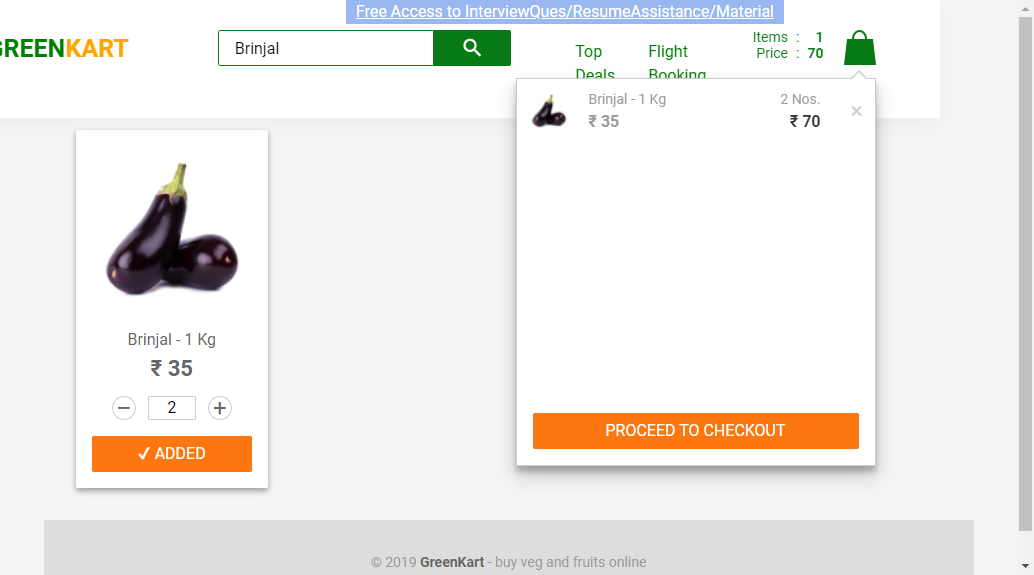 Free Access to InterviewQues/ResumeAssistance/Material
GREENKART
Brinjal
Top Deals
Flight Booking
Items : 1
Price : 70
Brinjal - 1 Kg 2 Nos.
₹ 35 ₹ 70 ×
PROCEED TO CHECKOUT
Brinjal - 1 Kg
₹ 35
2
✓ ADDED
© 2019 GreenKart - buy veg and fruits online